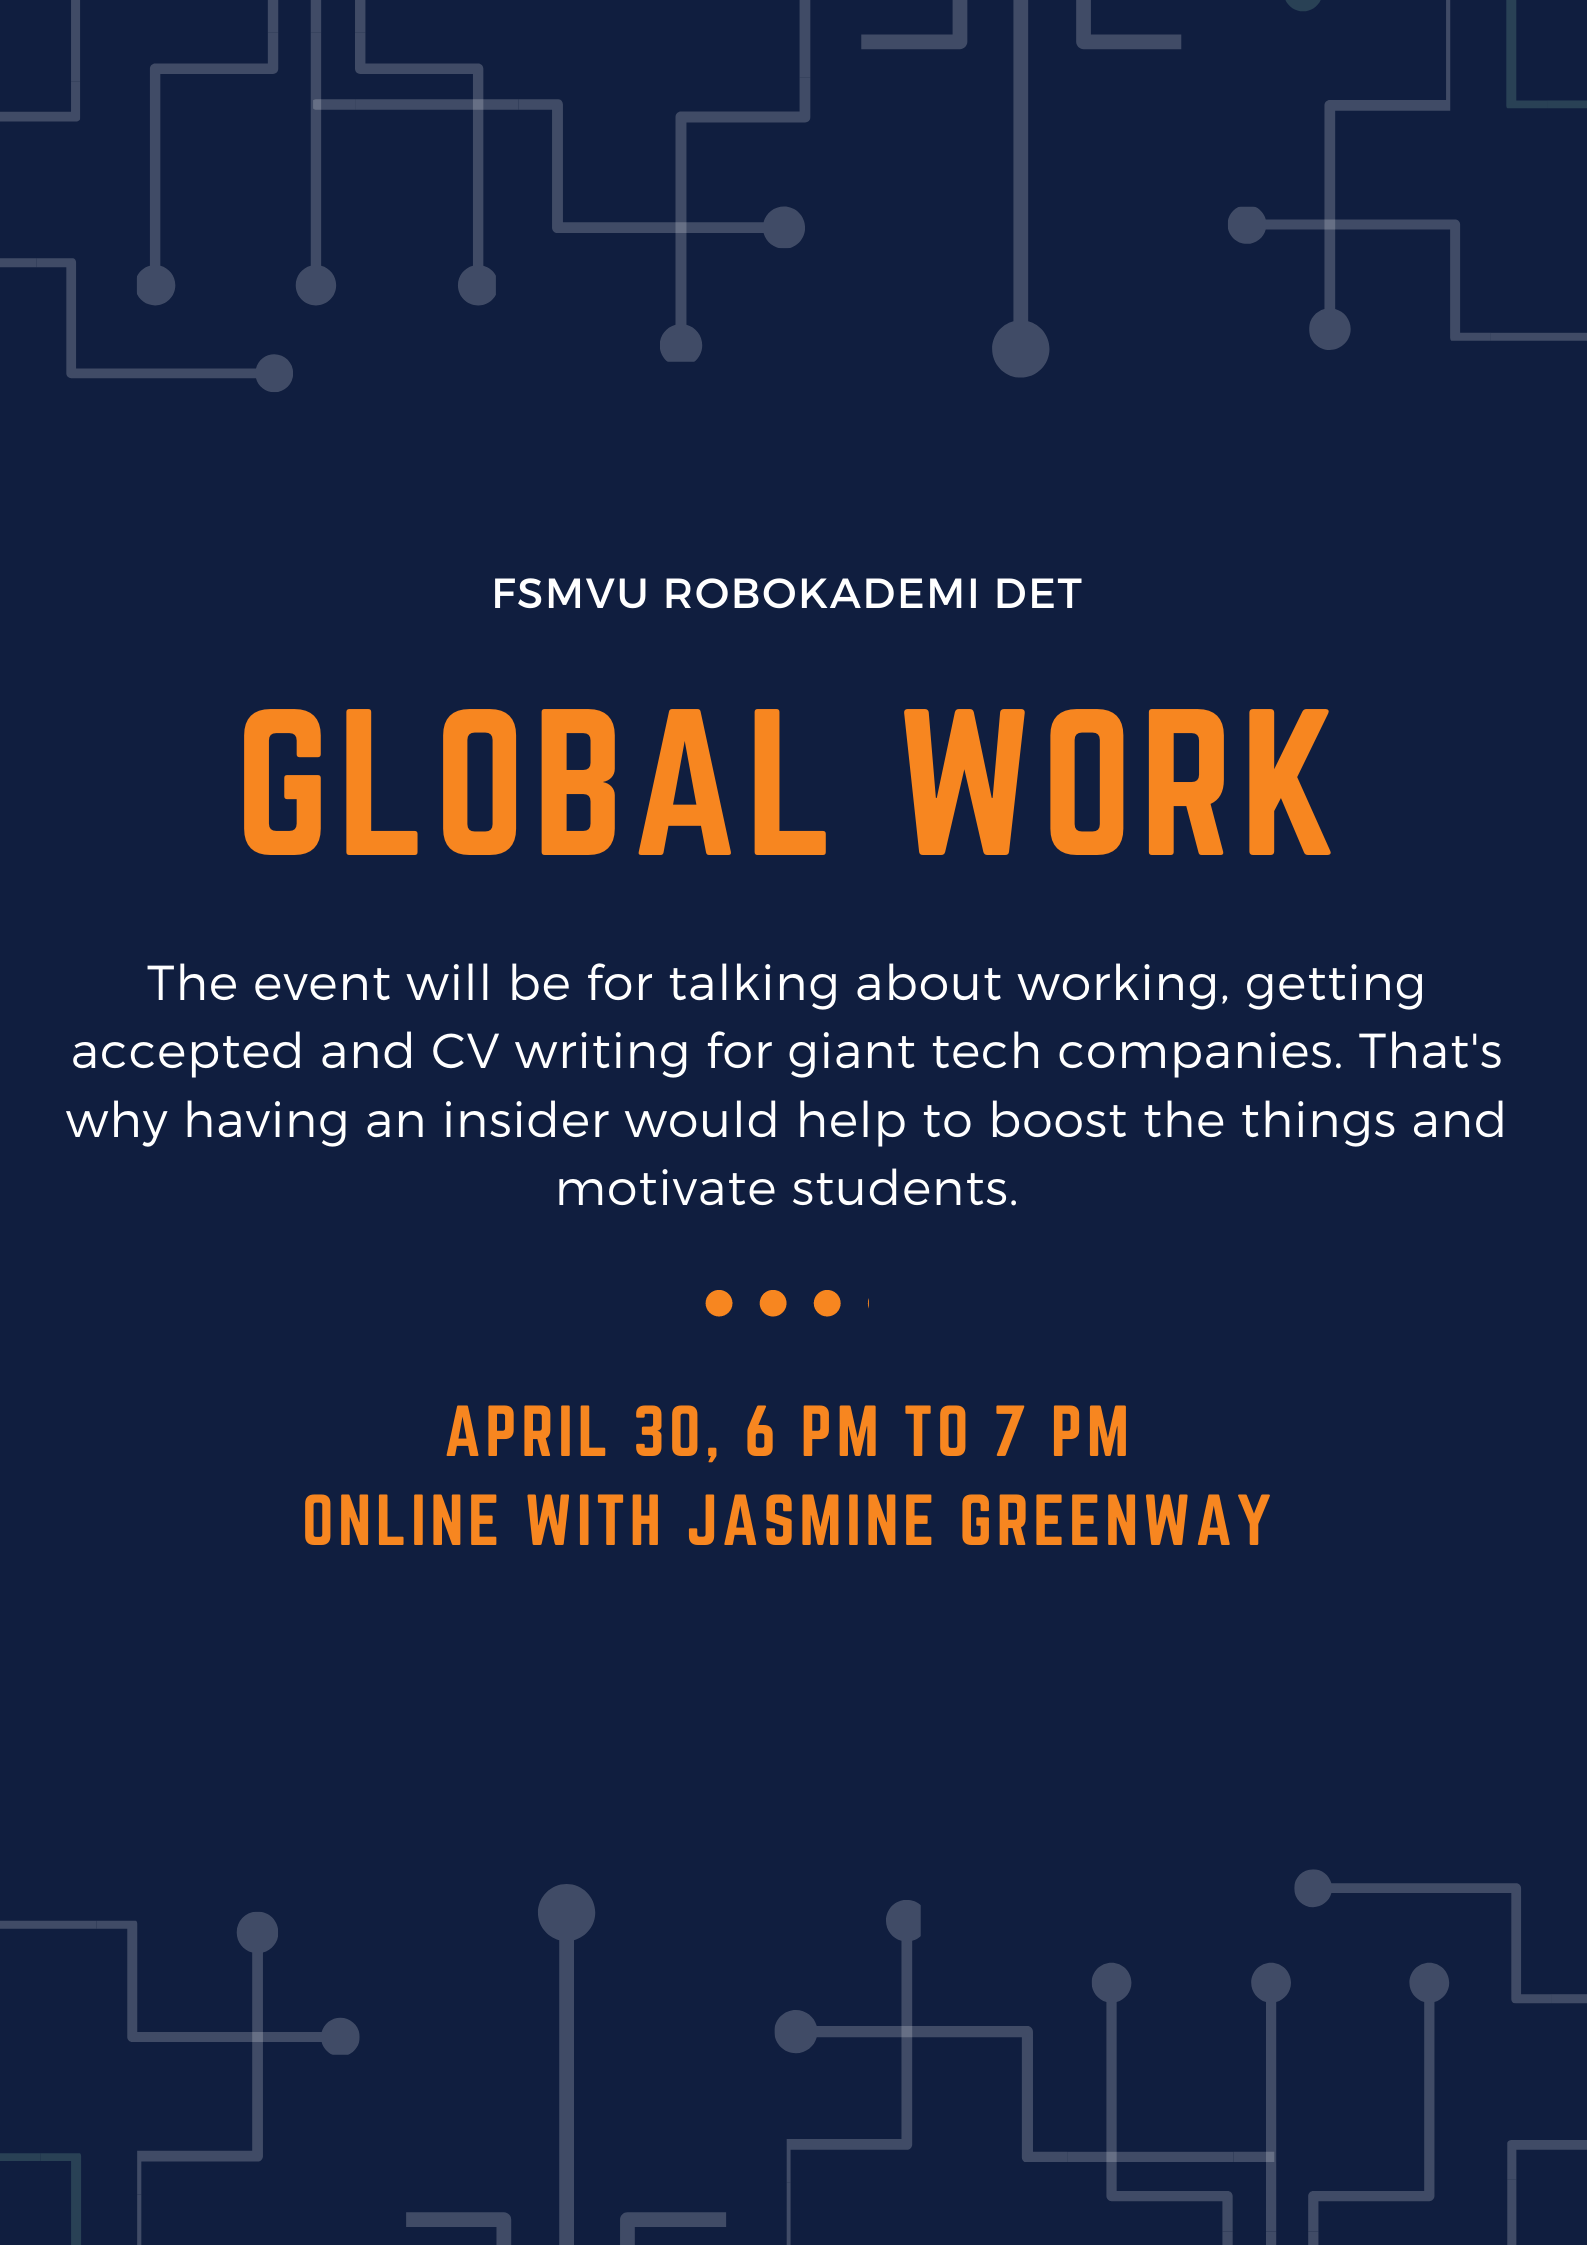 FSMVU ROBOKADEMI DET
GLOBAL WORK
The event will be for talking about working, getting
accepted and CV writing for giant tech companies. That's
why having an insider would help to boost the things and
motivate students.
APRIL 30, 6 PM TO 7 PM
ONLINE WITH JASMINE GREENWAY